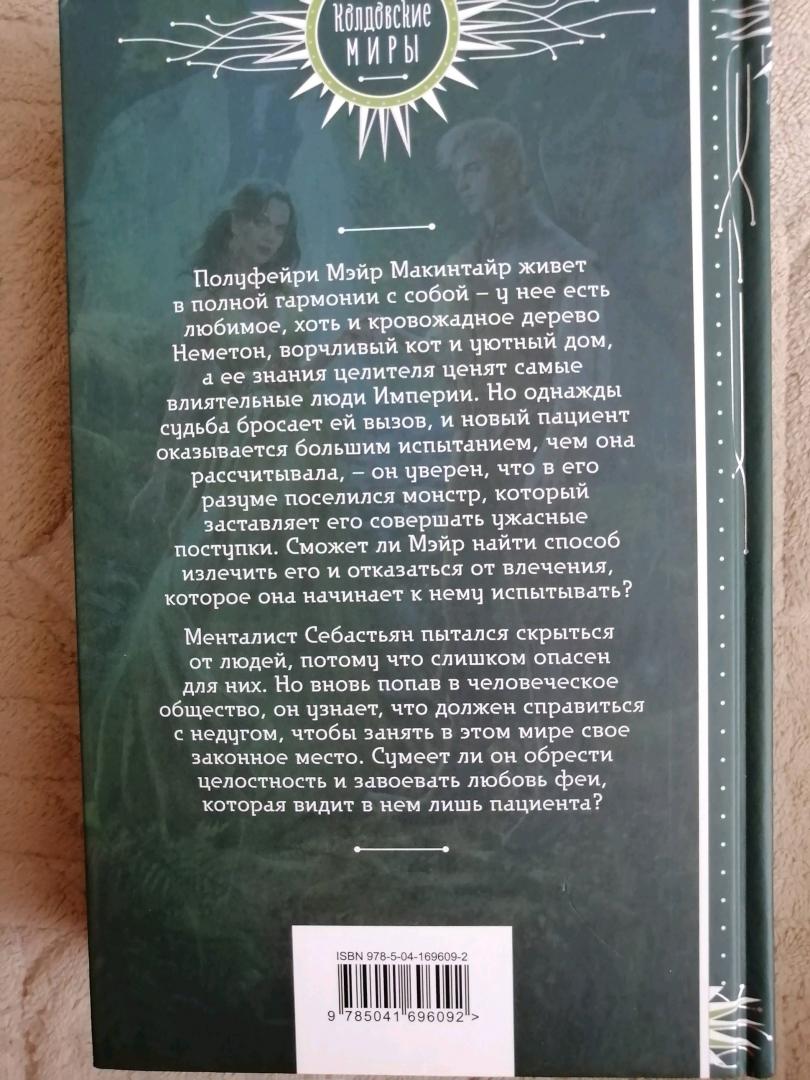 Колдовские
МИРЫ
Полуфейри Мэйр Макинтайр живет
в полной гармонии с собой – у нее есть
любимое, хоть и кровожадное дерево
Неметон, ворчливый кот и уютный дом,
а ее знания целителя ценят самые
влиятельные люди Империи. Но однажды
судьба бросает ей вызов, и новый пациент
оказывается большим испытанием, чем она
рассчитывала, – он уверен, что в его
разуме поселился монстр, который
заставляет его совершать ужасные
поступки. Сможет ли Мэйр найти способ
излечить его и отказаться от влечения,
которое она начинает к нему испытывать?
Менталист Себастьян пытался скрыться
от людей, потому что слишком опасен
для них. Но вновь попав в человеческое
общество, он узнает, что должен справиться
с недугом, чтобы занять в этом мире свое
законное место. Сумеет ли он обрести
целостность и завоевать любовь феи,
которая видит в нем лишь пациента?
ISBN 978-5-04-169609-2
9 785041 696092 >